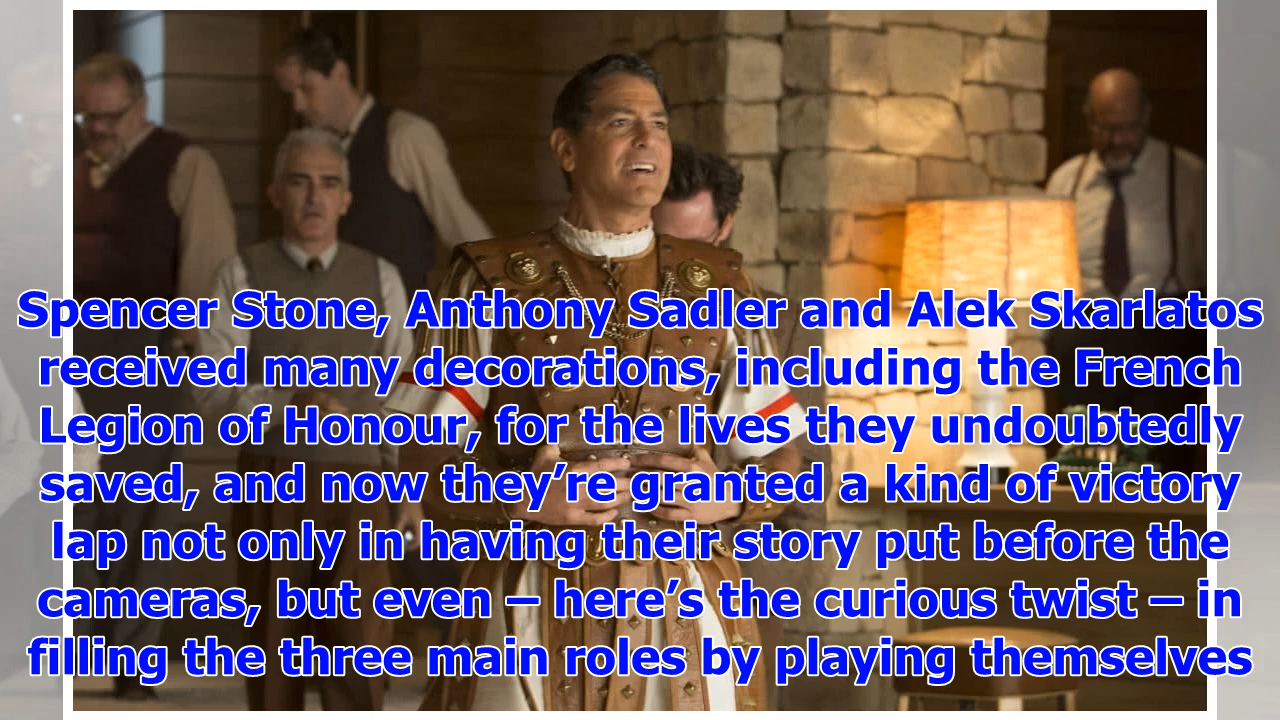 Spencer Stone, Anthony Sadler and Alek Skarlatos
received many decorations, including the French
Legion of Honour, for the lives they undoubtedly
saved, and now they’re granted a kind of victory
lap not only in having their story put before the
cameras, but even – here’s the curious twist – in
filling the three main roles by playing themselves